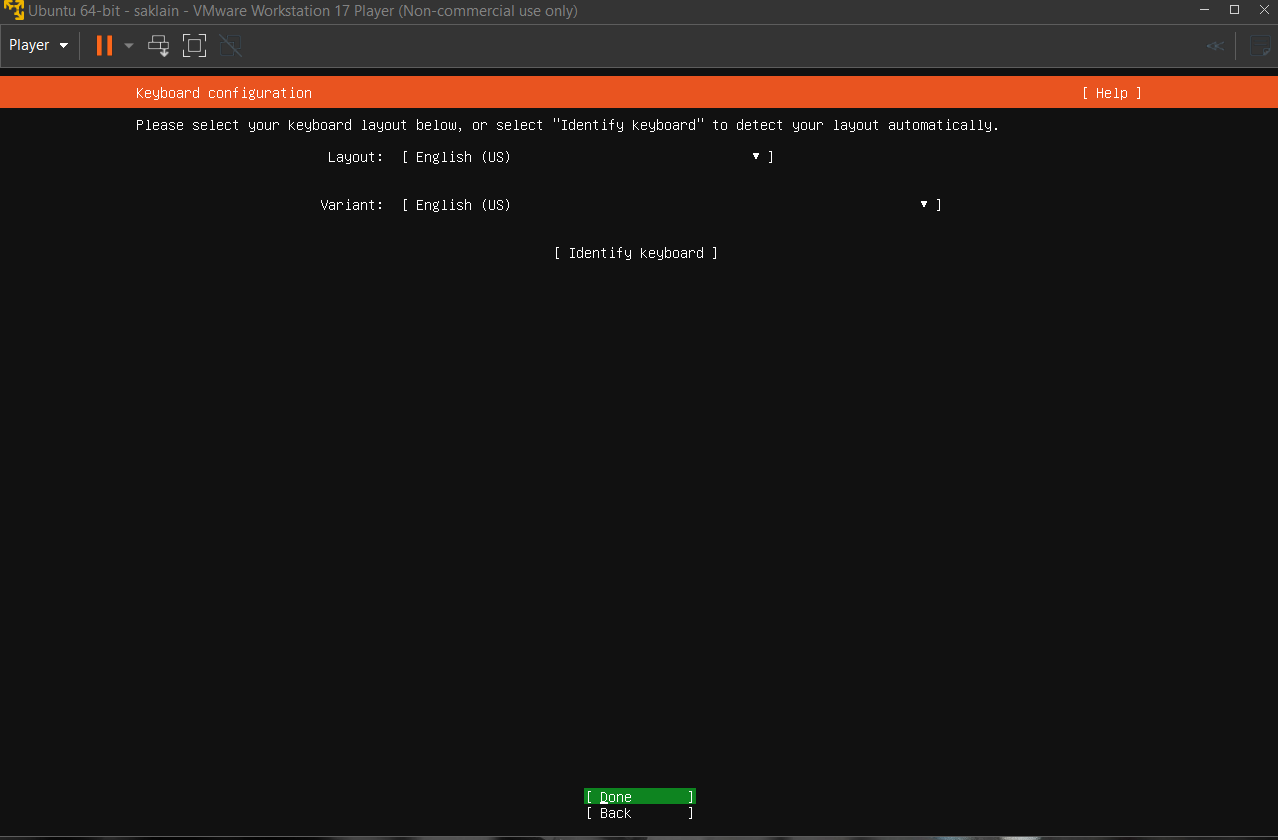 Ubuntu 64-bit - saklain - VMware Workstation 17 Player (Non-commercial use only)
Player
Keyboard configuration [ Help ]
Please select your keyboard layout below, or select "Identify keyboard" to detect your layout automatically.
Layout: [ English (US) ▾ ]
Variant: [ English (US) ▾ ]
[ Identify keyboard ]
[ Done ]
[ Back ]